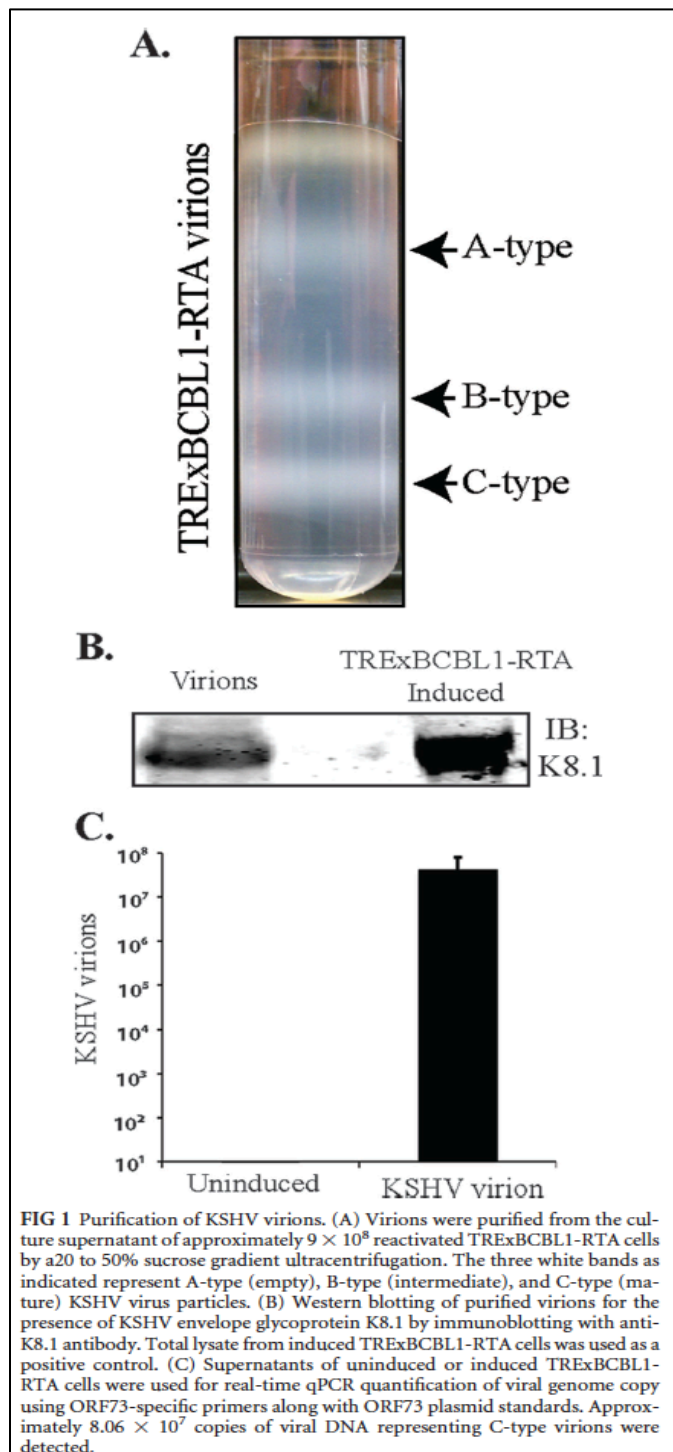 A.
TRExBCBL1-RTA virions
A-type
B-type
C-type
B.
Virions
TRExBCBL1-RTA
Induced
IB:
K8.1
C.
KSHV virions
10⁸
10⁷
10⁶
10⁵
10⁴
10³
10²
10¹
Uninduced
KSHV virion
FIG 1 Purification of KSHV virions. (A) Virions were purified from the cul-
ture supernatant of approximately 9 × 10⁸ reactivated TRExBCBL1-RTA cells
by a20 to 50% sucrose gradient ultracentrifugation. The three white bands as
indicated represent A-type (empty), B-type (intermediate), and C-type (ma-
ture) KSHV virus particles. (B) Western blotting of purified virions for the
presence of KSHV envelope glycoprotein K8.1 by immunoblotting with anti-
K8.1 antibody. Total lysate from induced TRExBCBL1-RTA cells was used as a
positive control. (C) Supernatants of uninduced or induced TRExBCBL1-
RTA cells were used for real-time qPCR quantification of viral genome copy
using ORF73-specific primers along with ORF73 plasmid standards. Approx-
imately 8.06 × 10⁷ copies of viral DNA representing C-type virions were
detected.